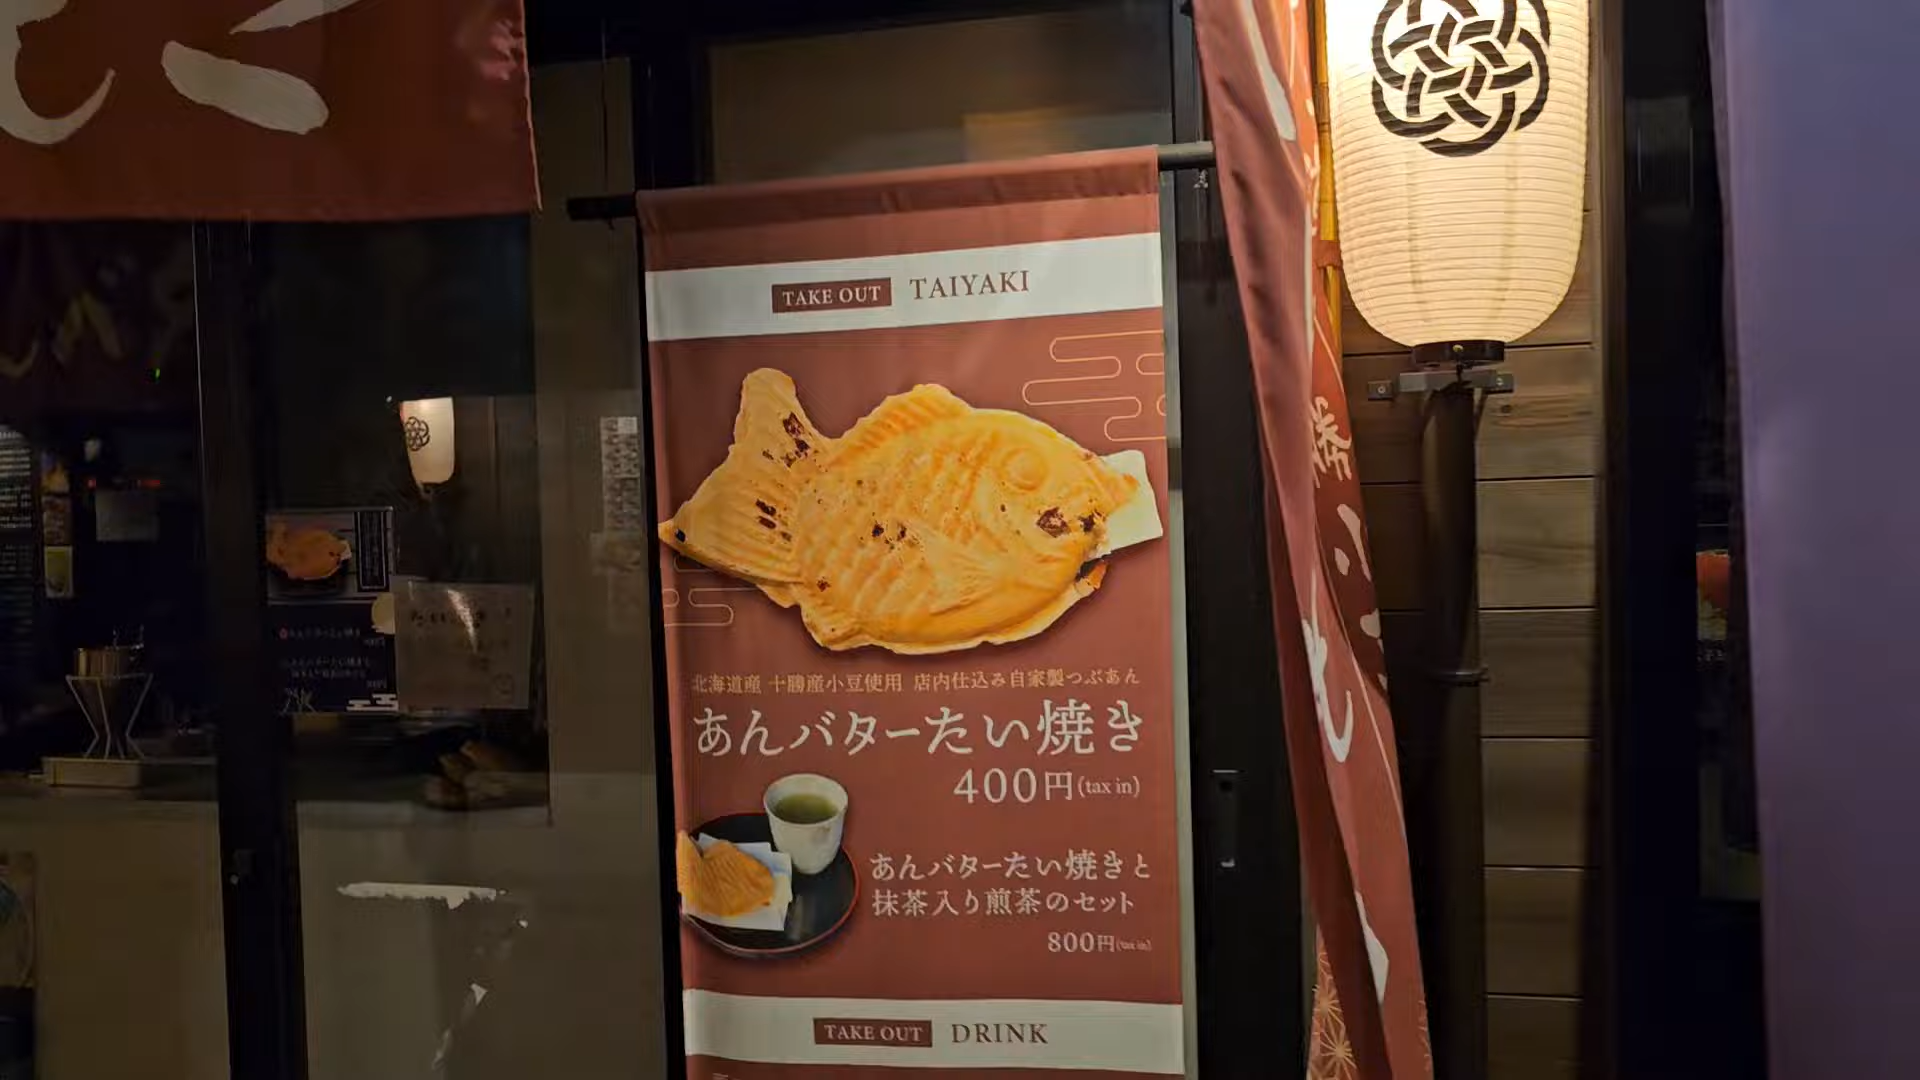 TAKE OUT TAIYAKI
北海道産 十勝産小豆使用 店内仕込み自家製つぶあん
あんバターたい焼き
400円(tax in)
あんバターたい焼きと
抹茶入り煎茶のセット
800円(tax in)
TAKE OUT DRINK
勝
小